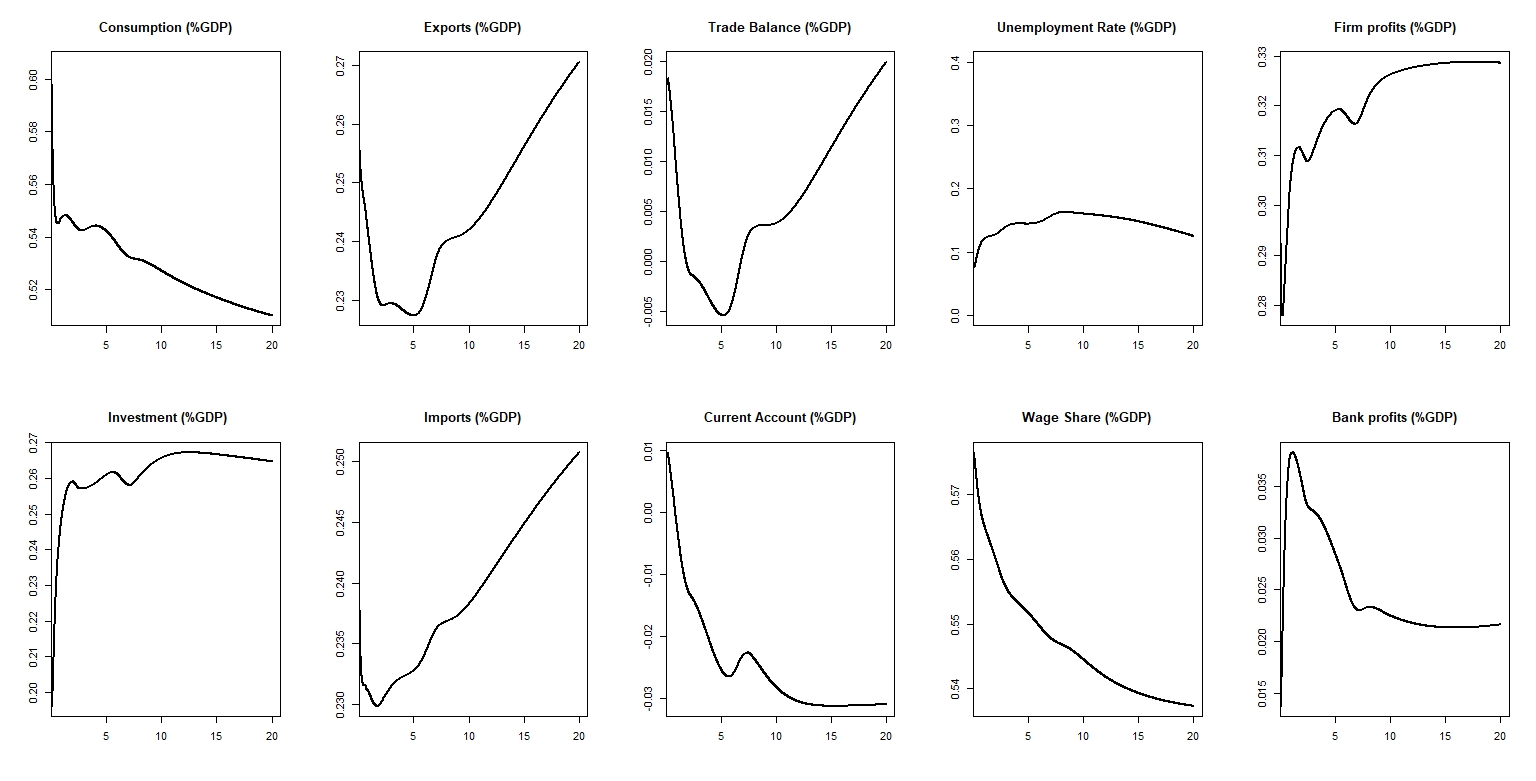 Consumption (%GDP)
0.60
0.58
0.56
0.54
0.52
5 10 15 20
Exports (%GDP)
0.27
0.26
0.25
0.24
0.23
5 10 15 20
Trade Balance (%GDP)
0.020
0.015
0.010
0.005
0.000
-0.005
5 10 15 20
Unemployment Rate (%GDP)
0.4
0.3
0.2
0.1
0.0
5 10 15 20
Firm profits (%GDP)
0.33
0.32
0.31
0.30
0.29
0.28
5 10 15 20
Investment (%GDP)
0.27
0.26
0.25
0.24
0.23
0.22
0.21
0.20
5 10 15 20
Imports (%GDP)
0.250
0.245
0.240
0.235
0.230
5 10 15 20
Current Account (%GDP)
0.01
0.00
-0.01
-0.02
-0.03
5 10 15 20
Wage Share (%GDP)
0.57
0.56
0.55
0.54
5 10 15 20
Bank profits (%GDP)
0.035
0.030
0.025
0.020
0.015
5 10 15 20